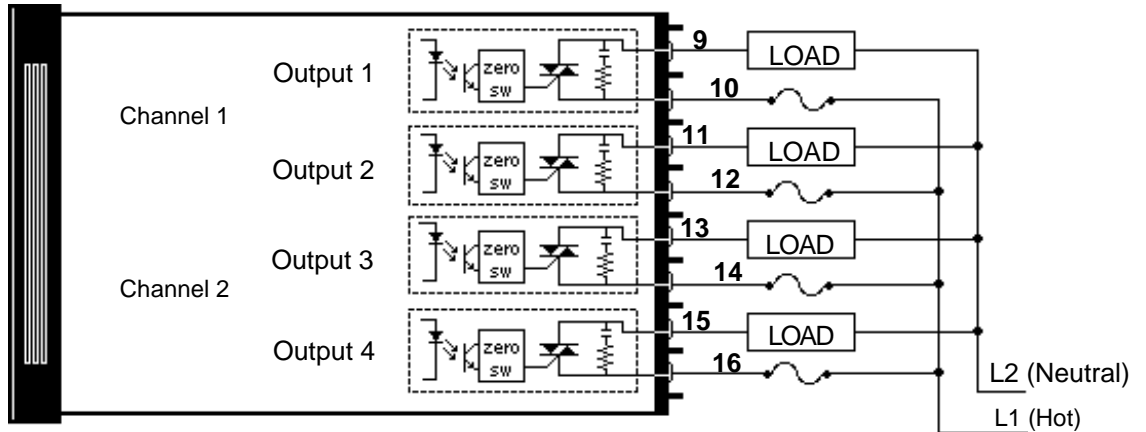 9
LOAD
Output 1
zero
sw
10
Channel 1
11
LOAD
Output 2
zero
sw
12
13
LOAD
Output 3
zero
sw
14
Channel 2
15
LOAD
Output 4
zero
sw
16
L2 (Neutral)
L1 (Hot)